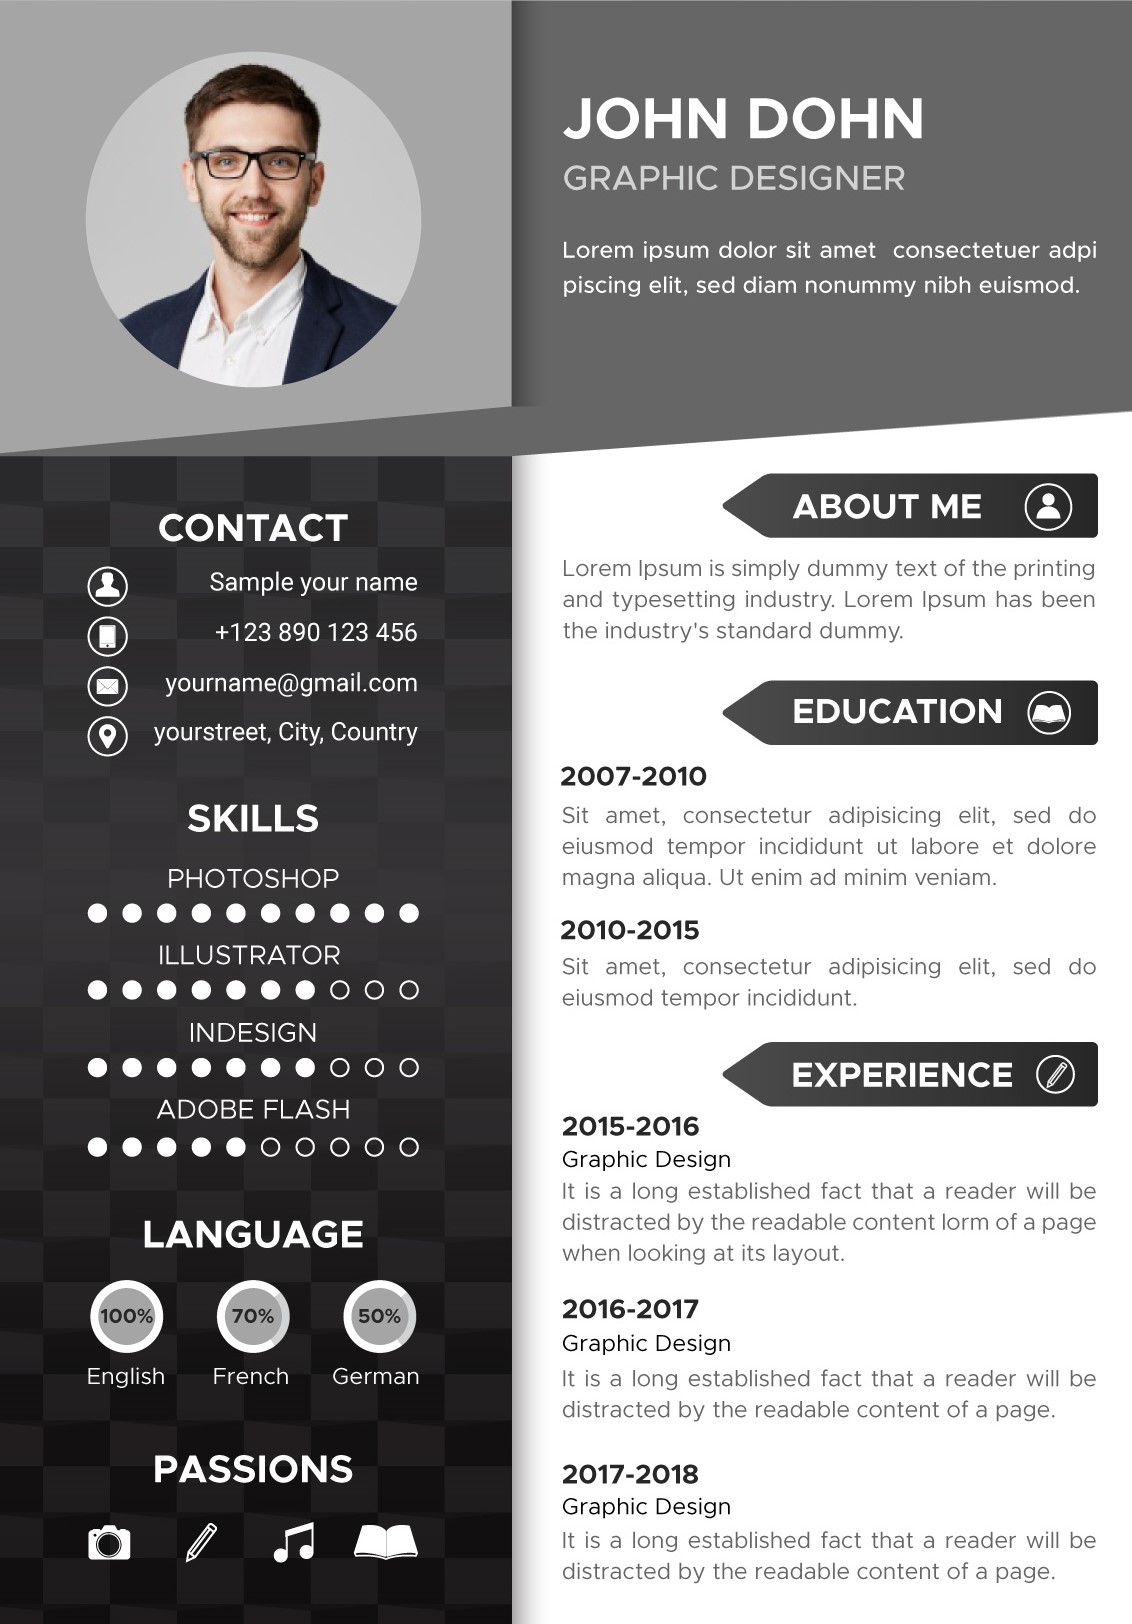 JOHN DOHN
GRAPHIC DESIGNER
Lorem ipsum dolor sit amet consectetuer adpi
piscing elit, sed diam nonummy nibh euismod.
CONTACT
Sample your name
+123 890 123 456
yourname@gmail.com
yourstreet, City, Country
SKILLS
PHOTOSHOP
ILLUSTRATOR
INDESIGN
ADOBE FLASH
LANGUAGE
100% 70% 50%
English French German
PASSIONS
ABOUT ME
Lorem Ipsum is simply dummy text of the printing
and typesetting industry. Lorem Ipsum has been
the industry's standard dummy.
EDUCATION
2007-2010
Sit amet, consectetur adipisicing elit, sed do
eiusmod tempor incididunt ut labore et dolore
magna aliqua. Ut enim ad minim veniam.
2010-2015
Sit amet, consectetur adipisicing elit, sed do
eiusmod tempor incididunt.
EXPERIENCE
2015-2016
Graphic Design
It is a long established fact that a reader will be
distracted by the readable content lorm of a page
when looking at its layout.
2016-2017
Graphic Design
It is a long established fact that a reader will be
distracted by the readable content of a page.
2017-2018
Graphic Design
It is a long established fact that a reader will be
distracted by the readable content of a page.